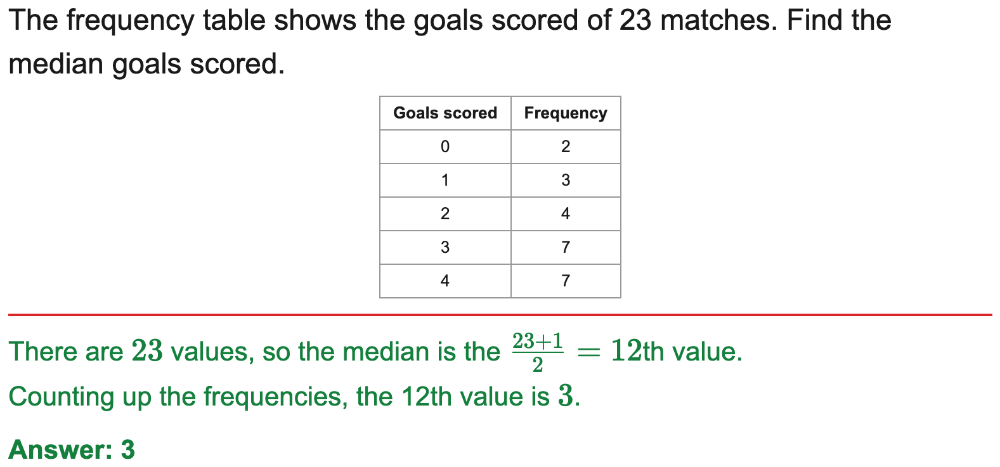 The frequency table shows the goals scored of 23 matches. Find the
median goals scored.
Goals scored Frequency
0 2
1 3
2 4
3 7
4 7
There are 23 values, so the median is the \frac{23+1}{2} = 12th value.
Counting up the frequencies, the 12th value is 3.
Answer: 3